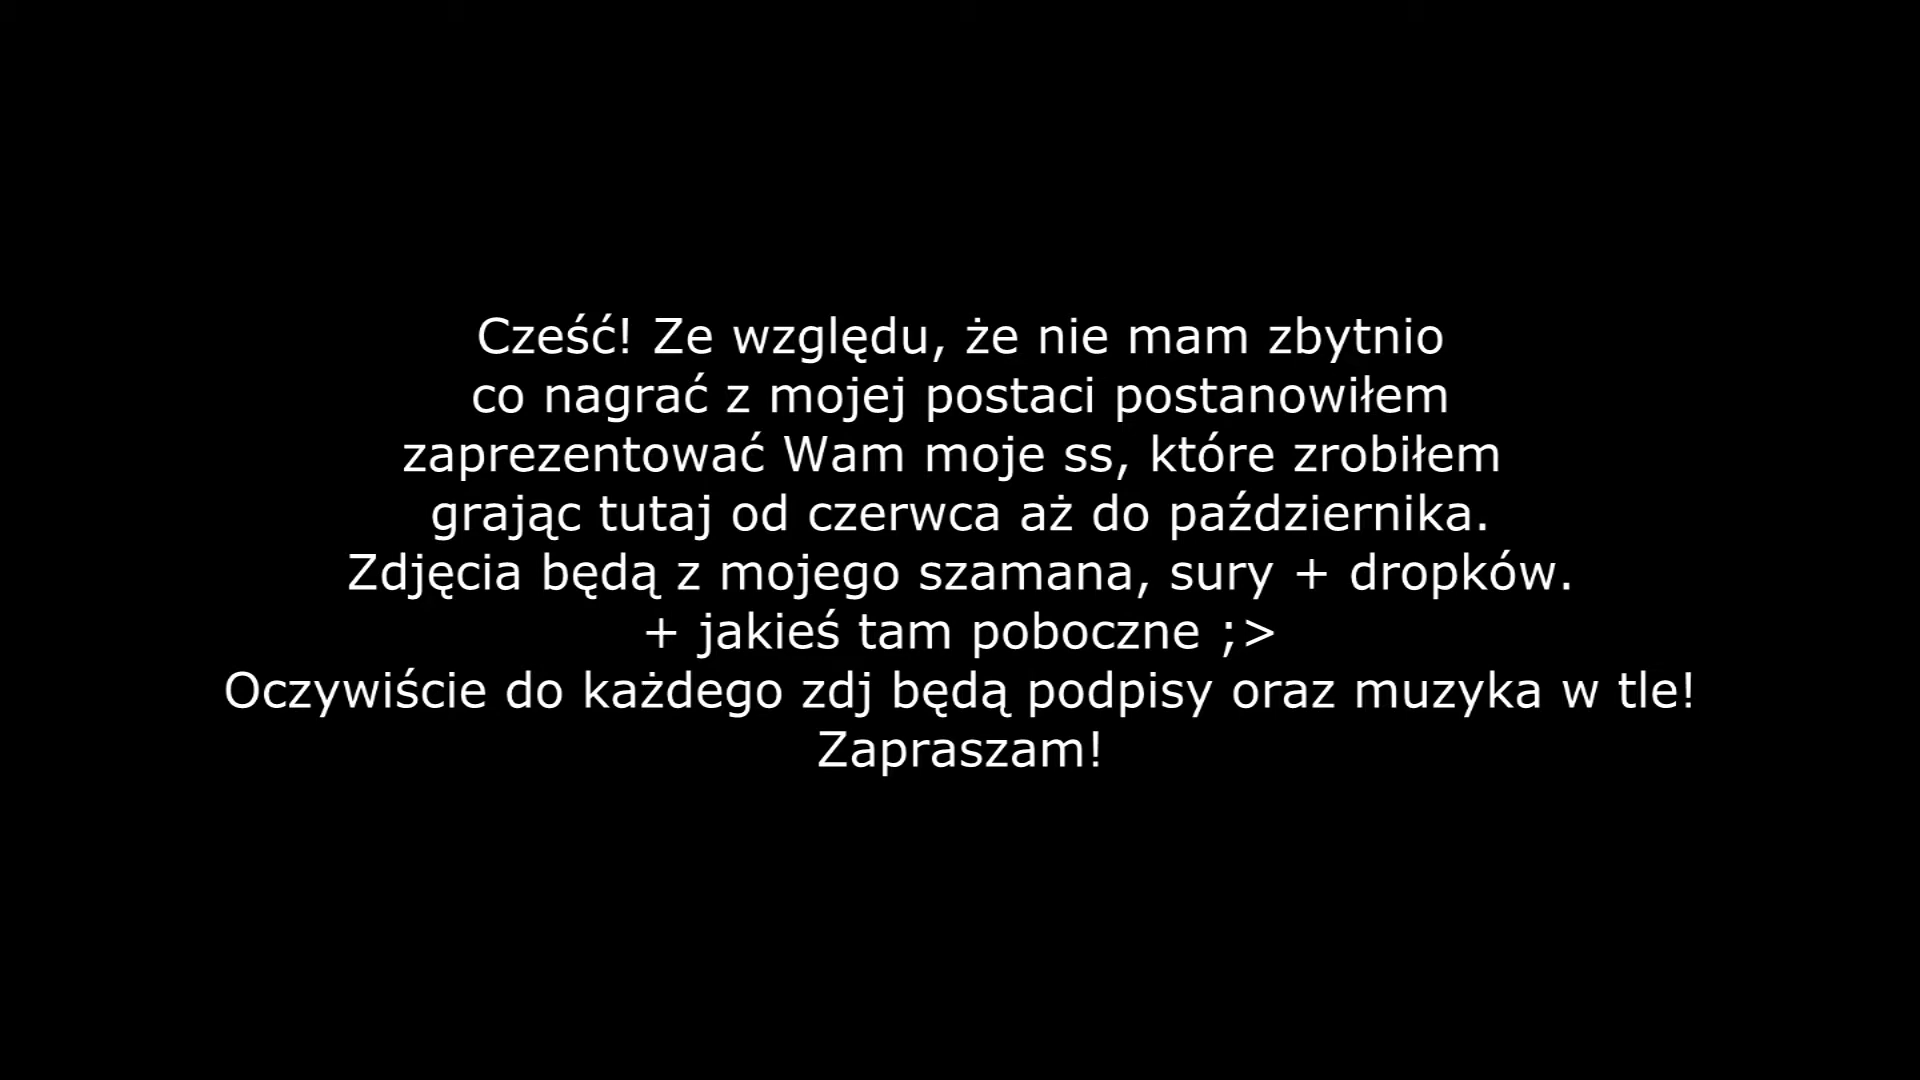 Cześć! Ze względu, że nie mam zbytnio
co nagrać z mojej postaci postanowiłem
zaprezentować Wam moje ss, które zrobiłem
grając tutaj od czerwca aż do października.
Zdjęcia będą z mojego szamana, sury + dropków.
+ jakieś tam poboczne ;>
Oczywiście do każdego zdj będą podpisy oraz muzyka w tle!
Zapraszam!